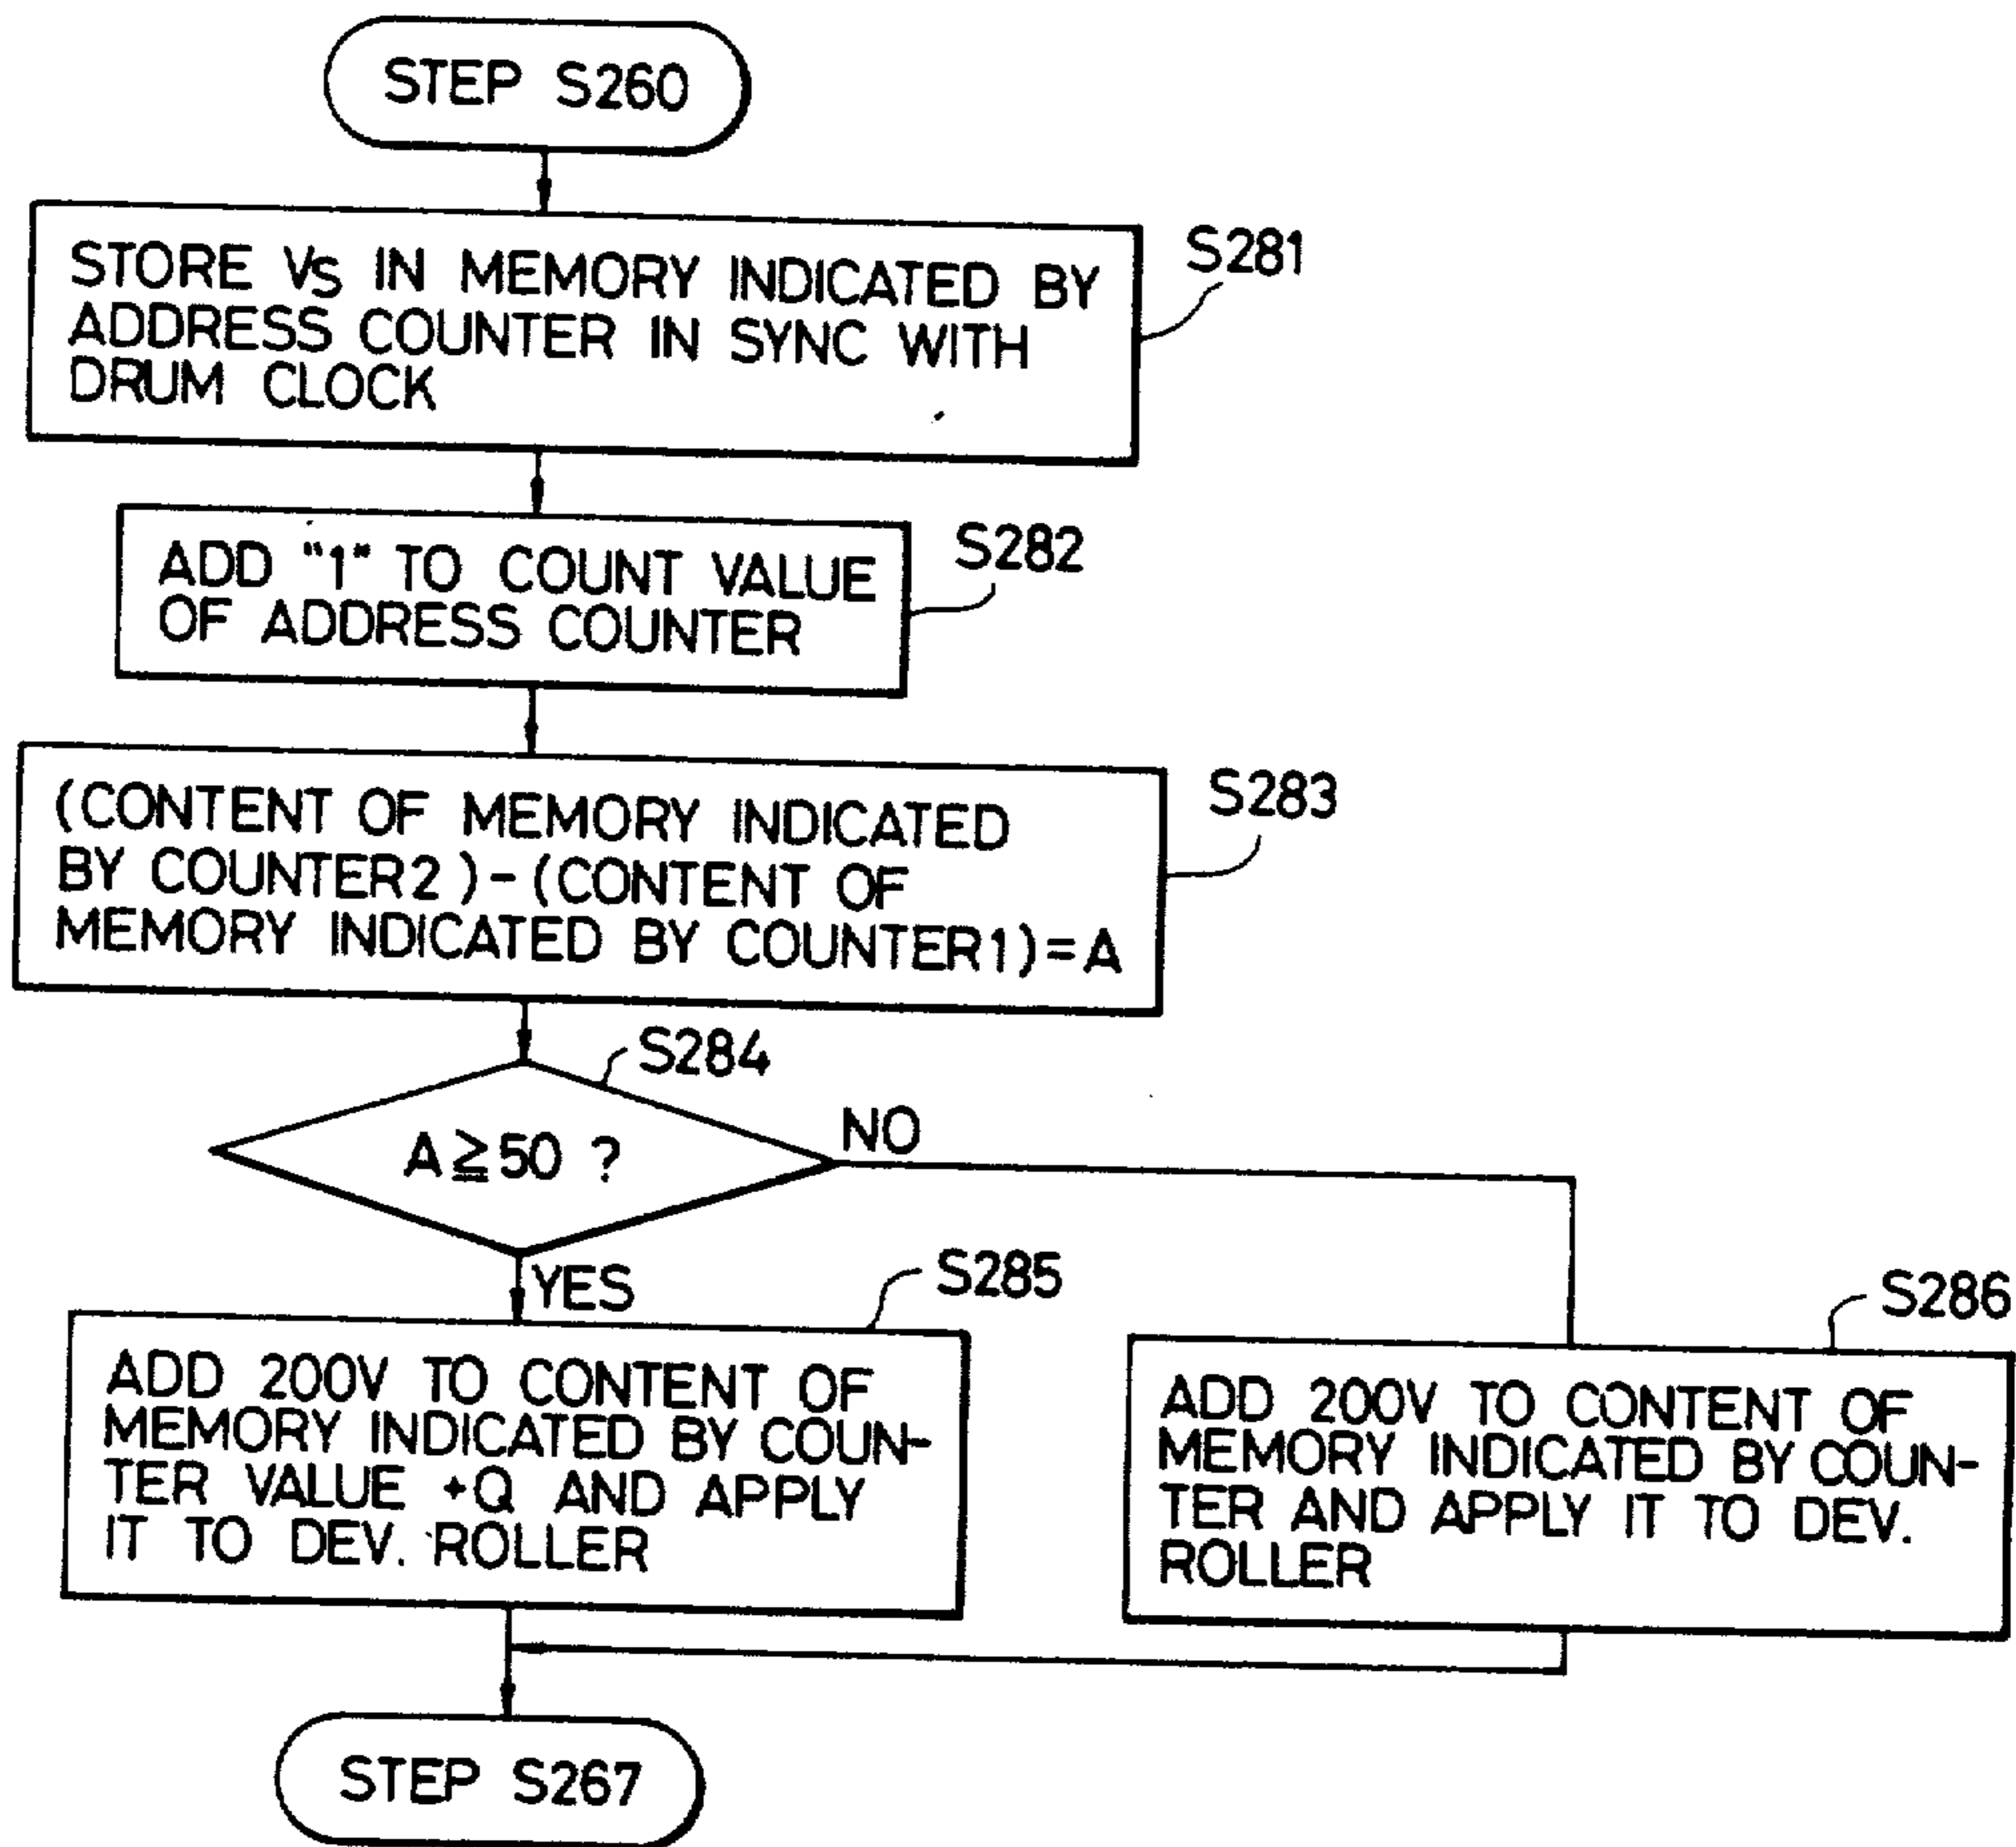 STEP S260
STORE VS IN MEMORY INDICATED BY
ADDRESS COUNTER IN SYNC WITH
DRUM CLOCK
S281
ADD "1" TO COUNT VALUE
OF ADDRESS COUNTER
S282
(CONTENT OF MEMORY INDICATED
BY COUNTER2)-(CONTENT OF
MEMORY INDICATED BY COUNTER1)=A
S283
S284
A≧50 ?
NO
YES
S285
ADD 200V TO CONTENT OF
MEMORY INDICATED BY COUN-
TER VALUE +Q AND APPLY
IT TO DEV. ROLLER
S286
ADD 200V TO CONTENT OF
MEMORY INDICATED BY COUN-
TER AND APPLY IT TO DEV.
ROLLER
STEP S267